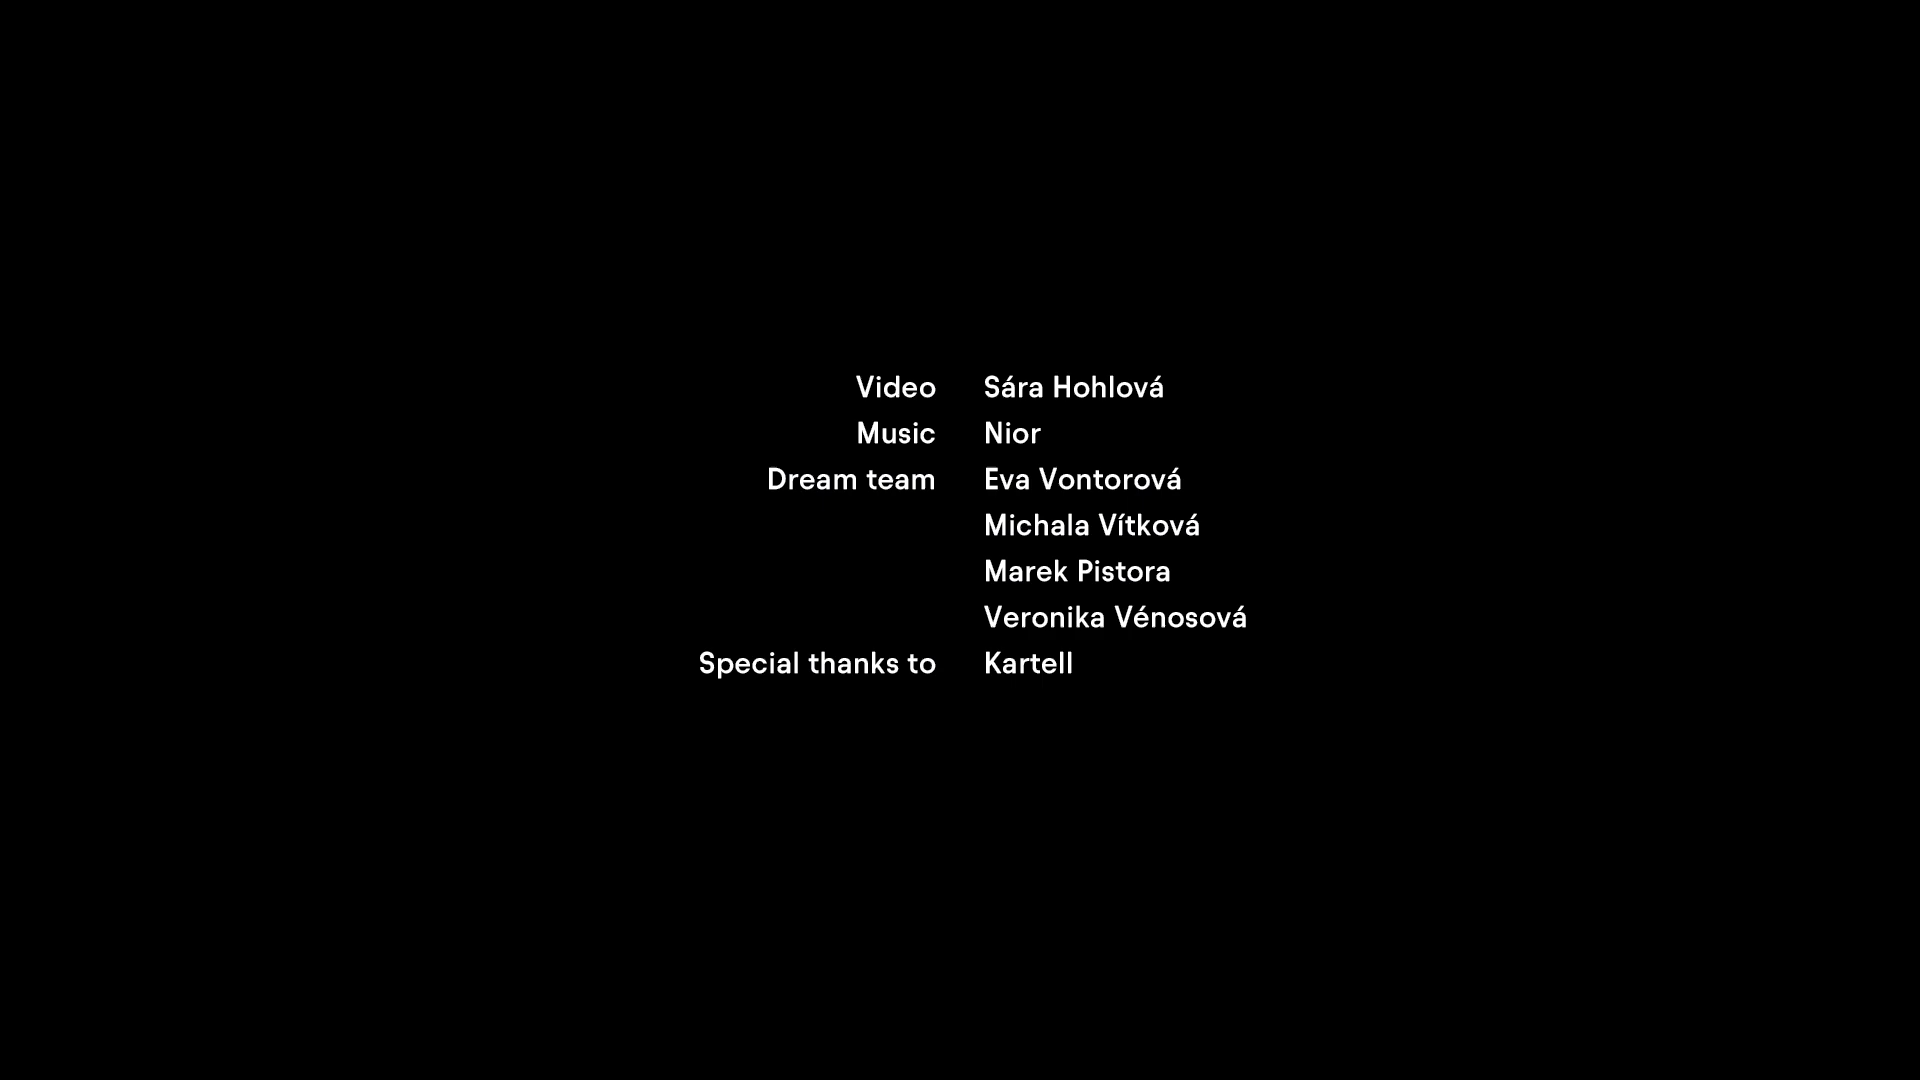 Video Sára Hohlová
Music Nior
Dream team Eva Vontorová
Michala Vítková
Marek Pistora
Veronika Vénosová
Special thanks to Kartell